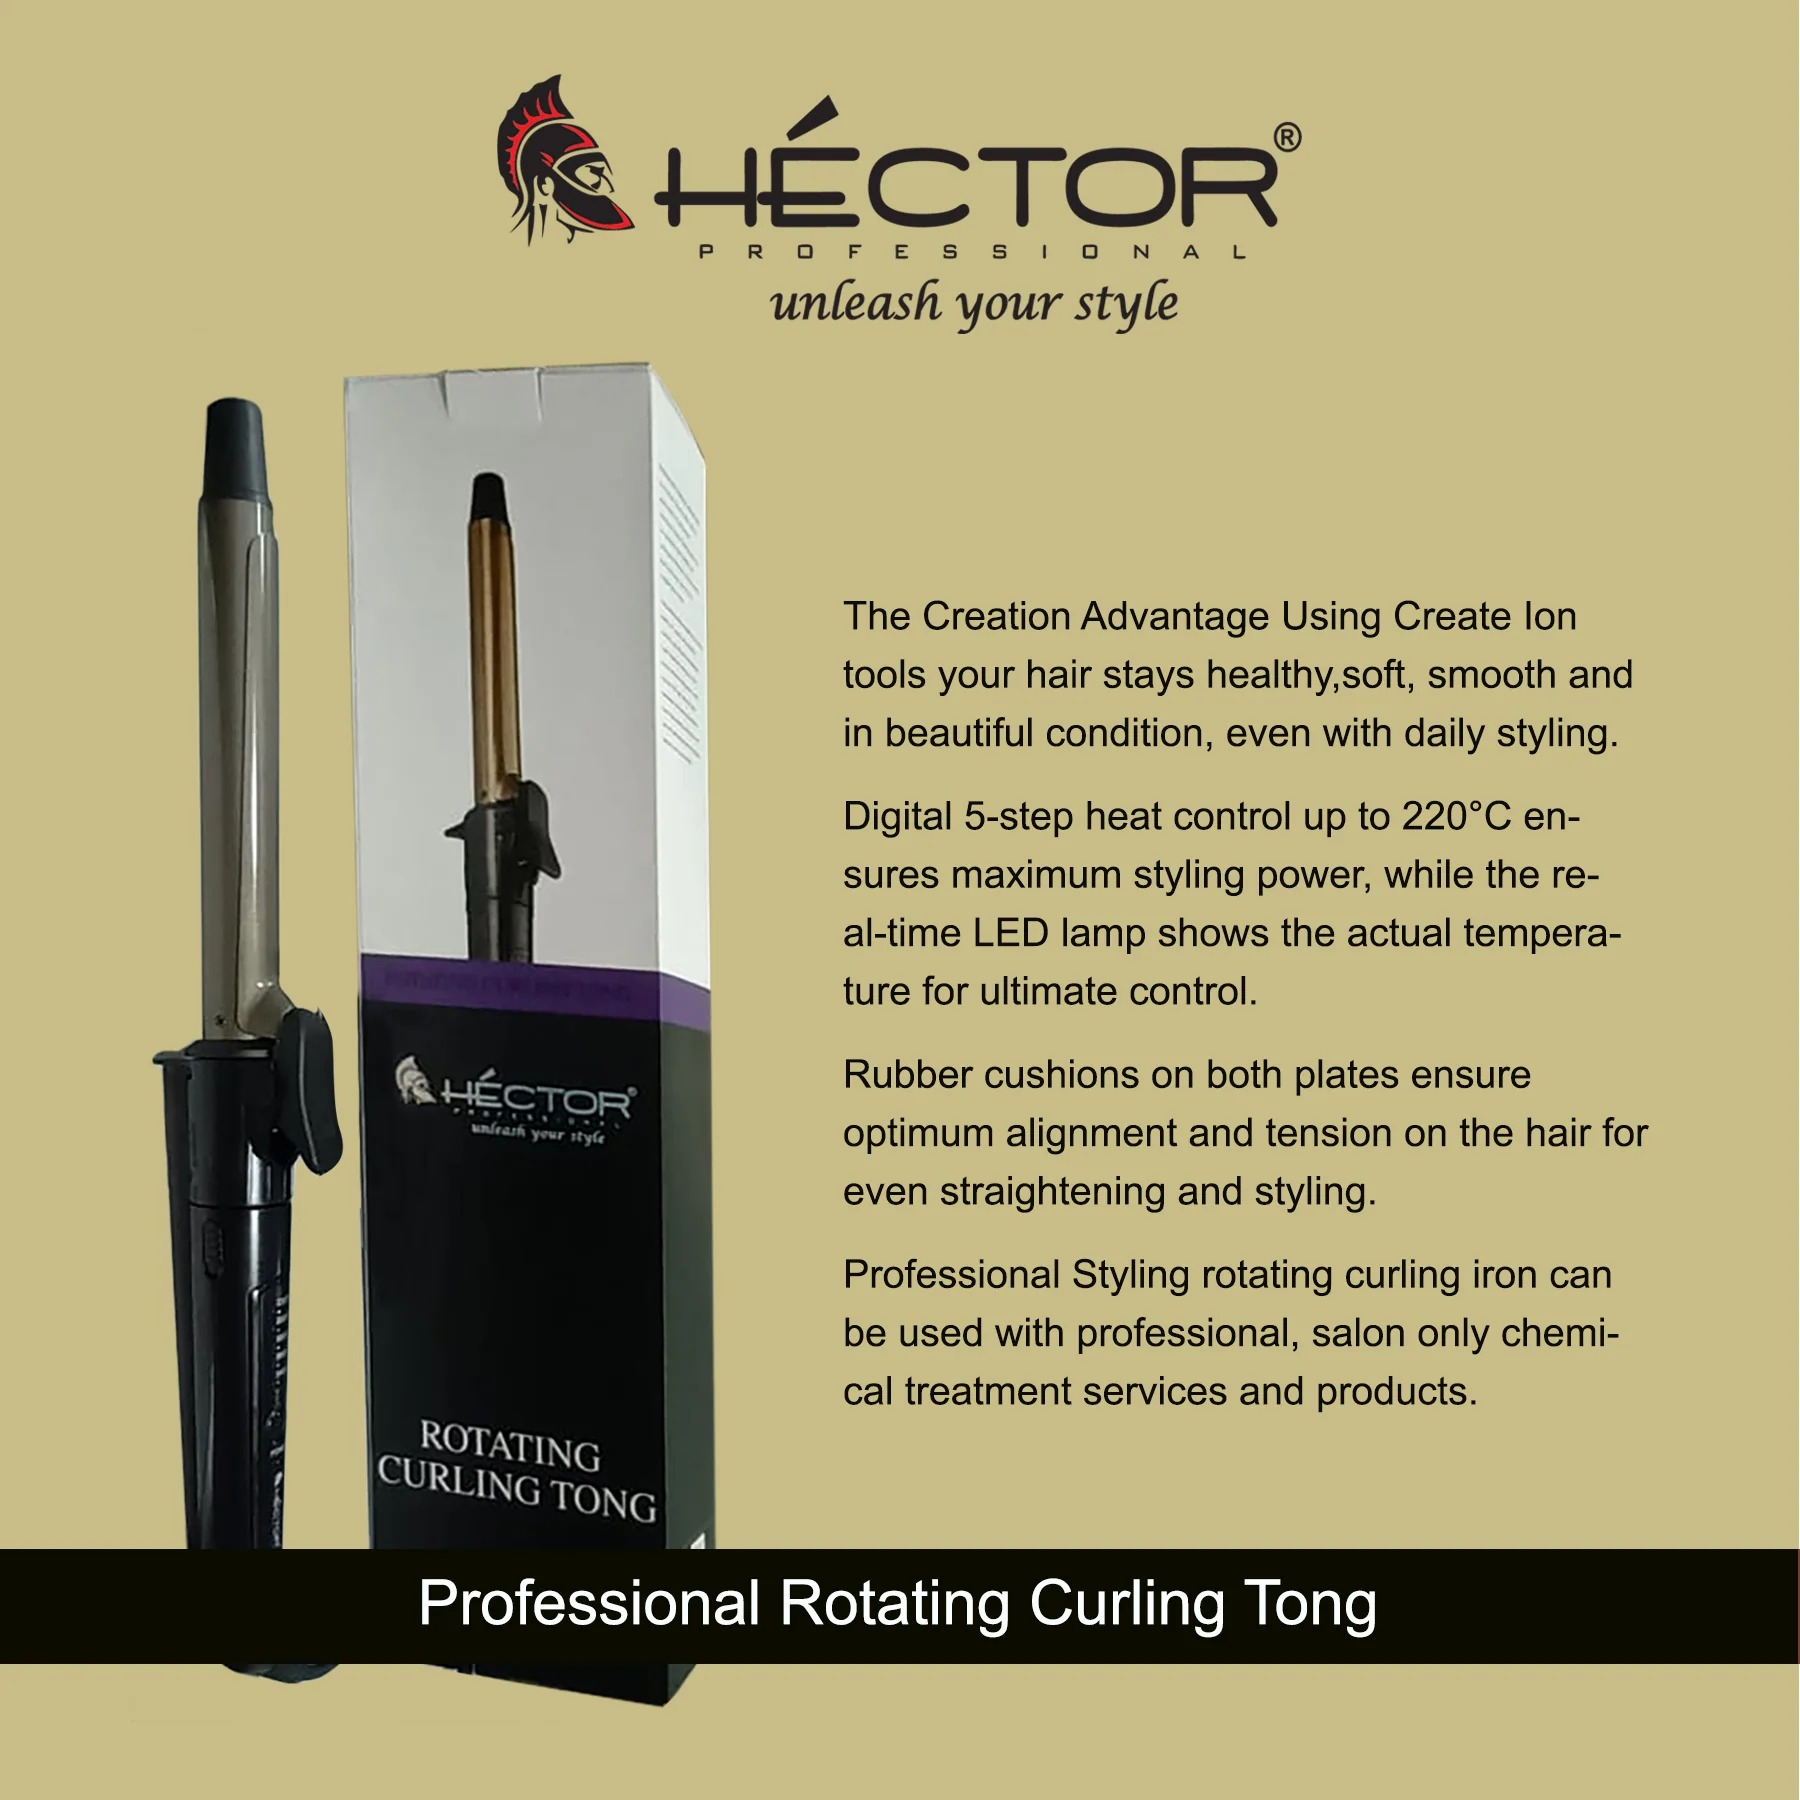 HÉCTOR®
PROFESSIONAL
unleash your style
The Creation Advantage Using Create Ion
tools your hair stays healthy,soft, smooth and
in beautiful condition, even with daily styling.
Digital 5-step heat control up to 220°C en-
sures maximum styling power, while the re-
al-time LED lamp shows the actual tempera-
ture for ultimate control.
Rubber cushions on both plates ensure
optimum alignment and tension on the hair for
even straightening and styling.
Professional Styling rotating curling iron can
be used with professional, salon only chemi-
cal treatment services and products.
HÉCTOR®
PROFESSIONAL
unleash your style
ROTATING
CURLING TONG
Professional Rotating Curling Tong